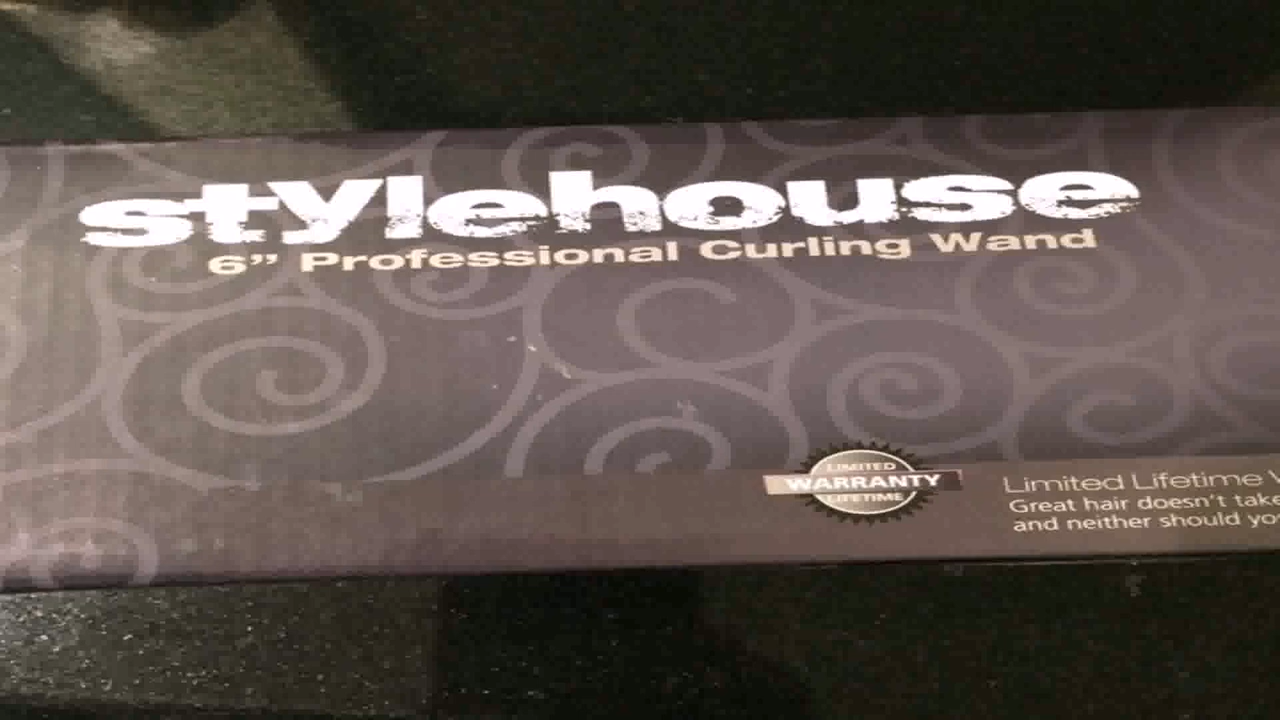 stylehouse
6” Professional Curling Wand
LIMITED
WARRANTY
LIFETIME
Limited Lifetime
Great hair doesn't take
and neither should